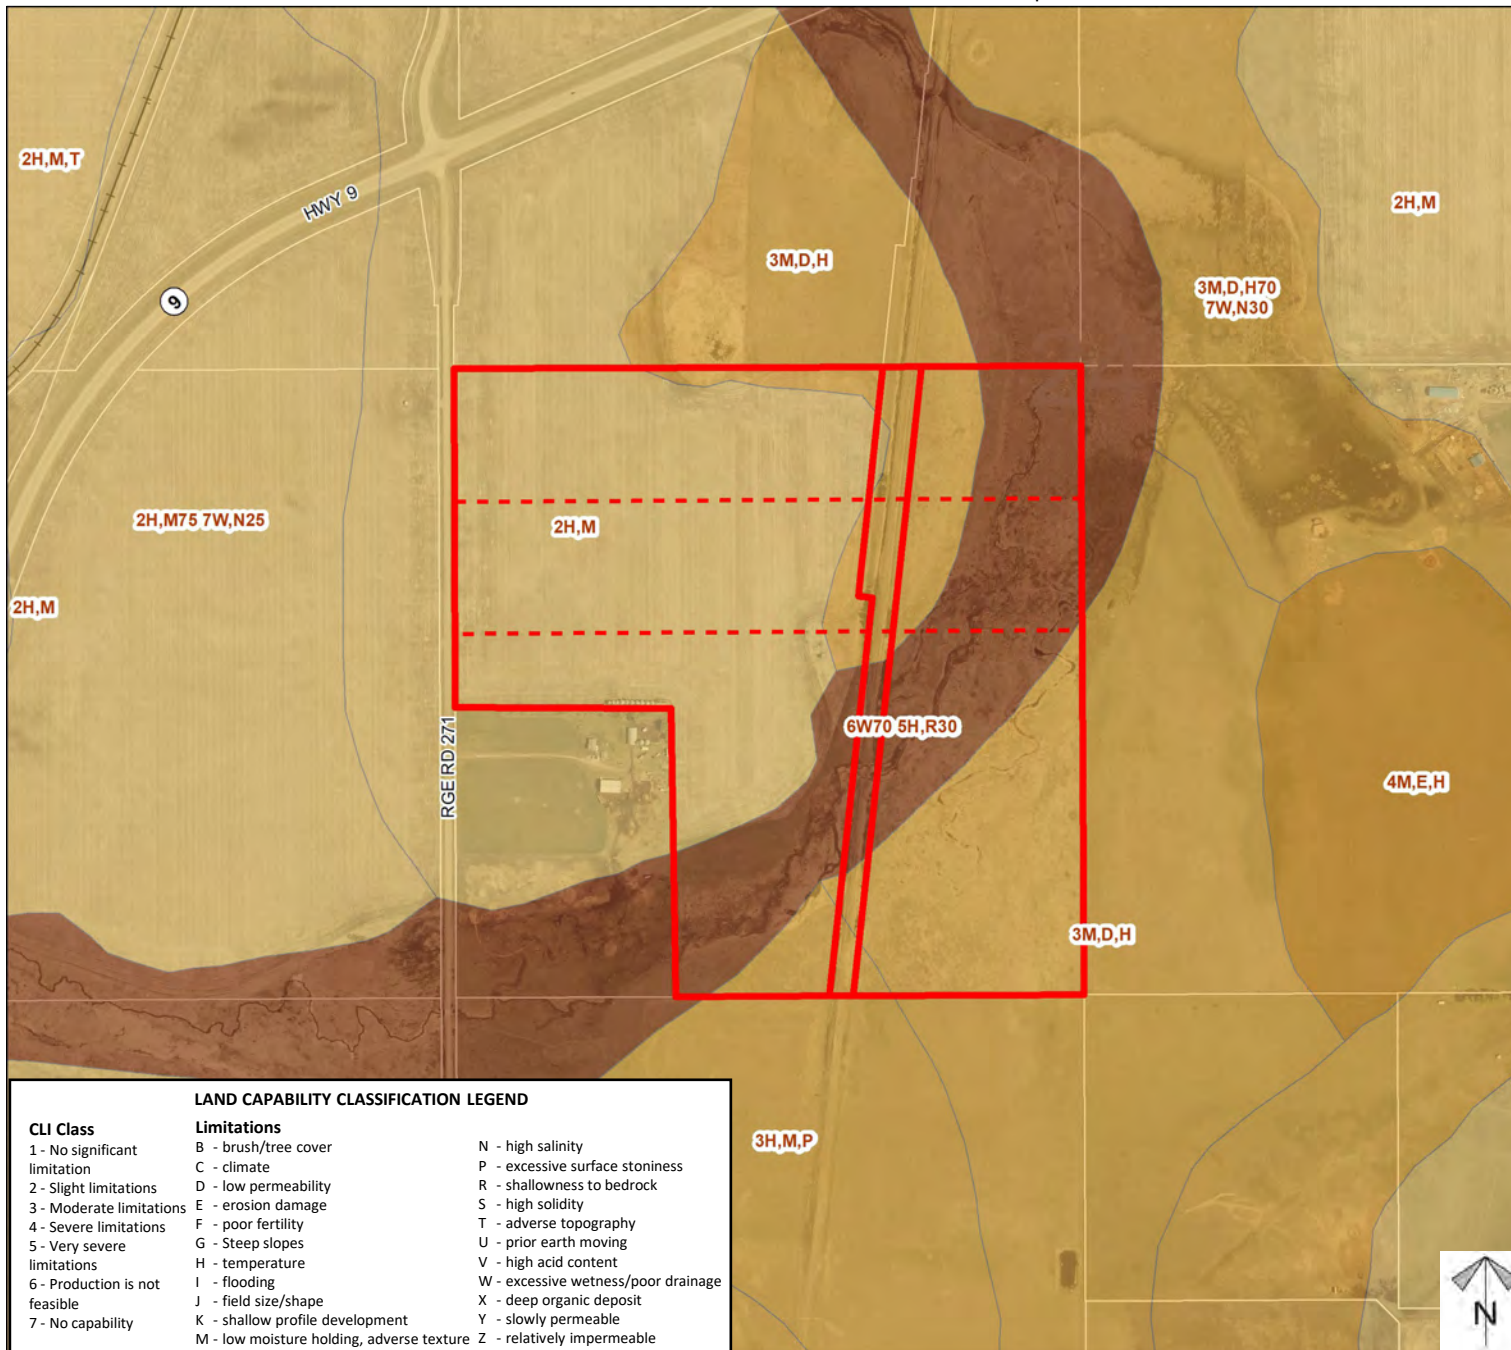 2H,M,T
HWY 9
9
2H,M
3M,D,H
3M,D,H70
7W,N30
2H,M75 7W,N25
2H,M
2H,M
6W70 5H,R30
RGE RD 271
4M,E,H
3M,D,H
3H,M,P
N
LAND CAPABILITY CLASSIFICATION LEGEND
CLI Class
1 - No significant
limitation
2 - Slight limitations
3 - Moderate limitations
4 - Severe limitations
5 - Very severe
limitations
6 - Production is not
feasible
7 - No capability
Limitations
B - brush/tree cover
C - climate
D - low permeability
E - erosion damage
F - poor fertility
G - Steep slopes
H - temperature
I - flooding
J - field size/shape
K - shallow profile development
M - low moisture holding, adverse texture
N - high salinity
P - excessive surface stoniness
R - shallowness to bedrock
S - high solidity
T - adverse topography
U - prior earth moving
V - high acid content
W - excessive wetness/poor drainage
X - deep organic deposit
Y - slowly permeable
Z - relatively impermeable